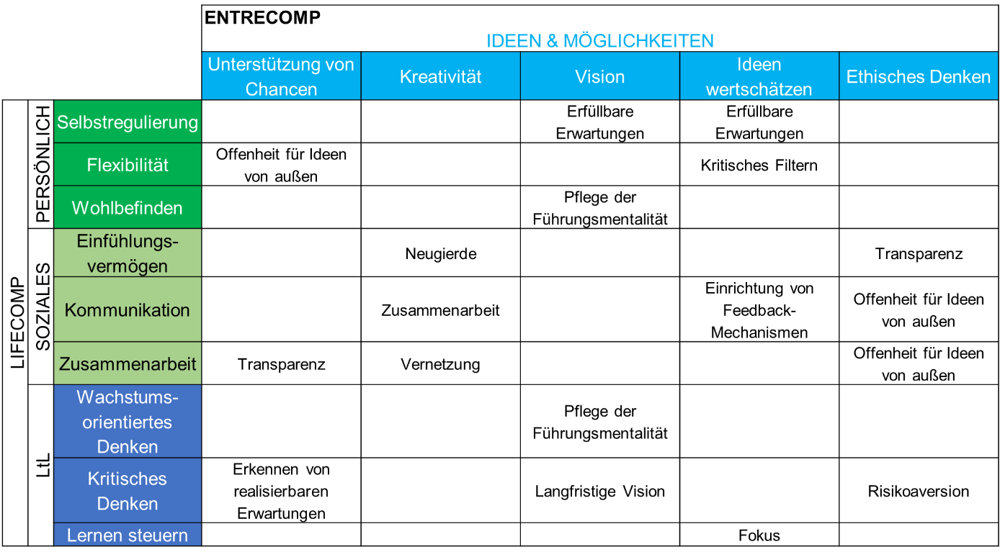 ENTRECOMP
IDEEN & MÖGLICHKEITEN
Unterstützung von
Chancen
Kreativität
Vision
Ideen
wertschätzen
Ethisches Denken
LIFECOMP
PERSÖNLICH
Selbstregulierung
Erfüllbare
Erwartungen
Erfüllbare
Erwartungen
Flexibilität
Offenheit für Ideen
von außen
Kritisches Filtern
Wohlbefinden
Pflege der
Führungsmentalität
SOZIALES
Einfühlungs-
vermögen
Neugierde
Transparenz
Kommunikation
Zusammenarbeit
Einrichtung von
Feedback-
Mechanismen
Offenheit für Ideen
von außen
Zusammenarbeit
Transparenz
Vernetzung
Offenheit für Ideen
von außen
LtL
Wachstums-
orientiertes
Denken
Pflege der
Führungsmentalität
Kritisches
Denken
Erkennen von
realisierbaren
Erwartungen
Langfristige Vision
Risikoaversion
Lernen steuern
Fokus